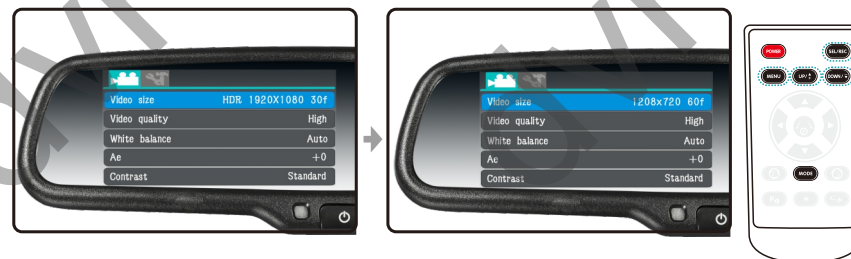 Video size HDR 1920X1080 30f
Video quality High
White balance Auto
Ae +0
Contrast Standard
Video size 1208x720 60f
Video quality High
White balance Auto
Ae +0
Contrast Standard
POWER SEL/REC
MENU UP/ DOWN/
MODE